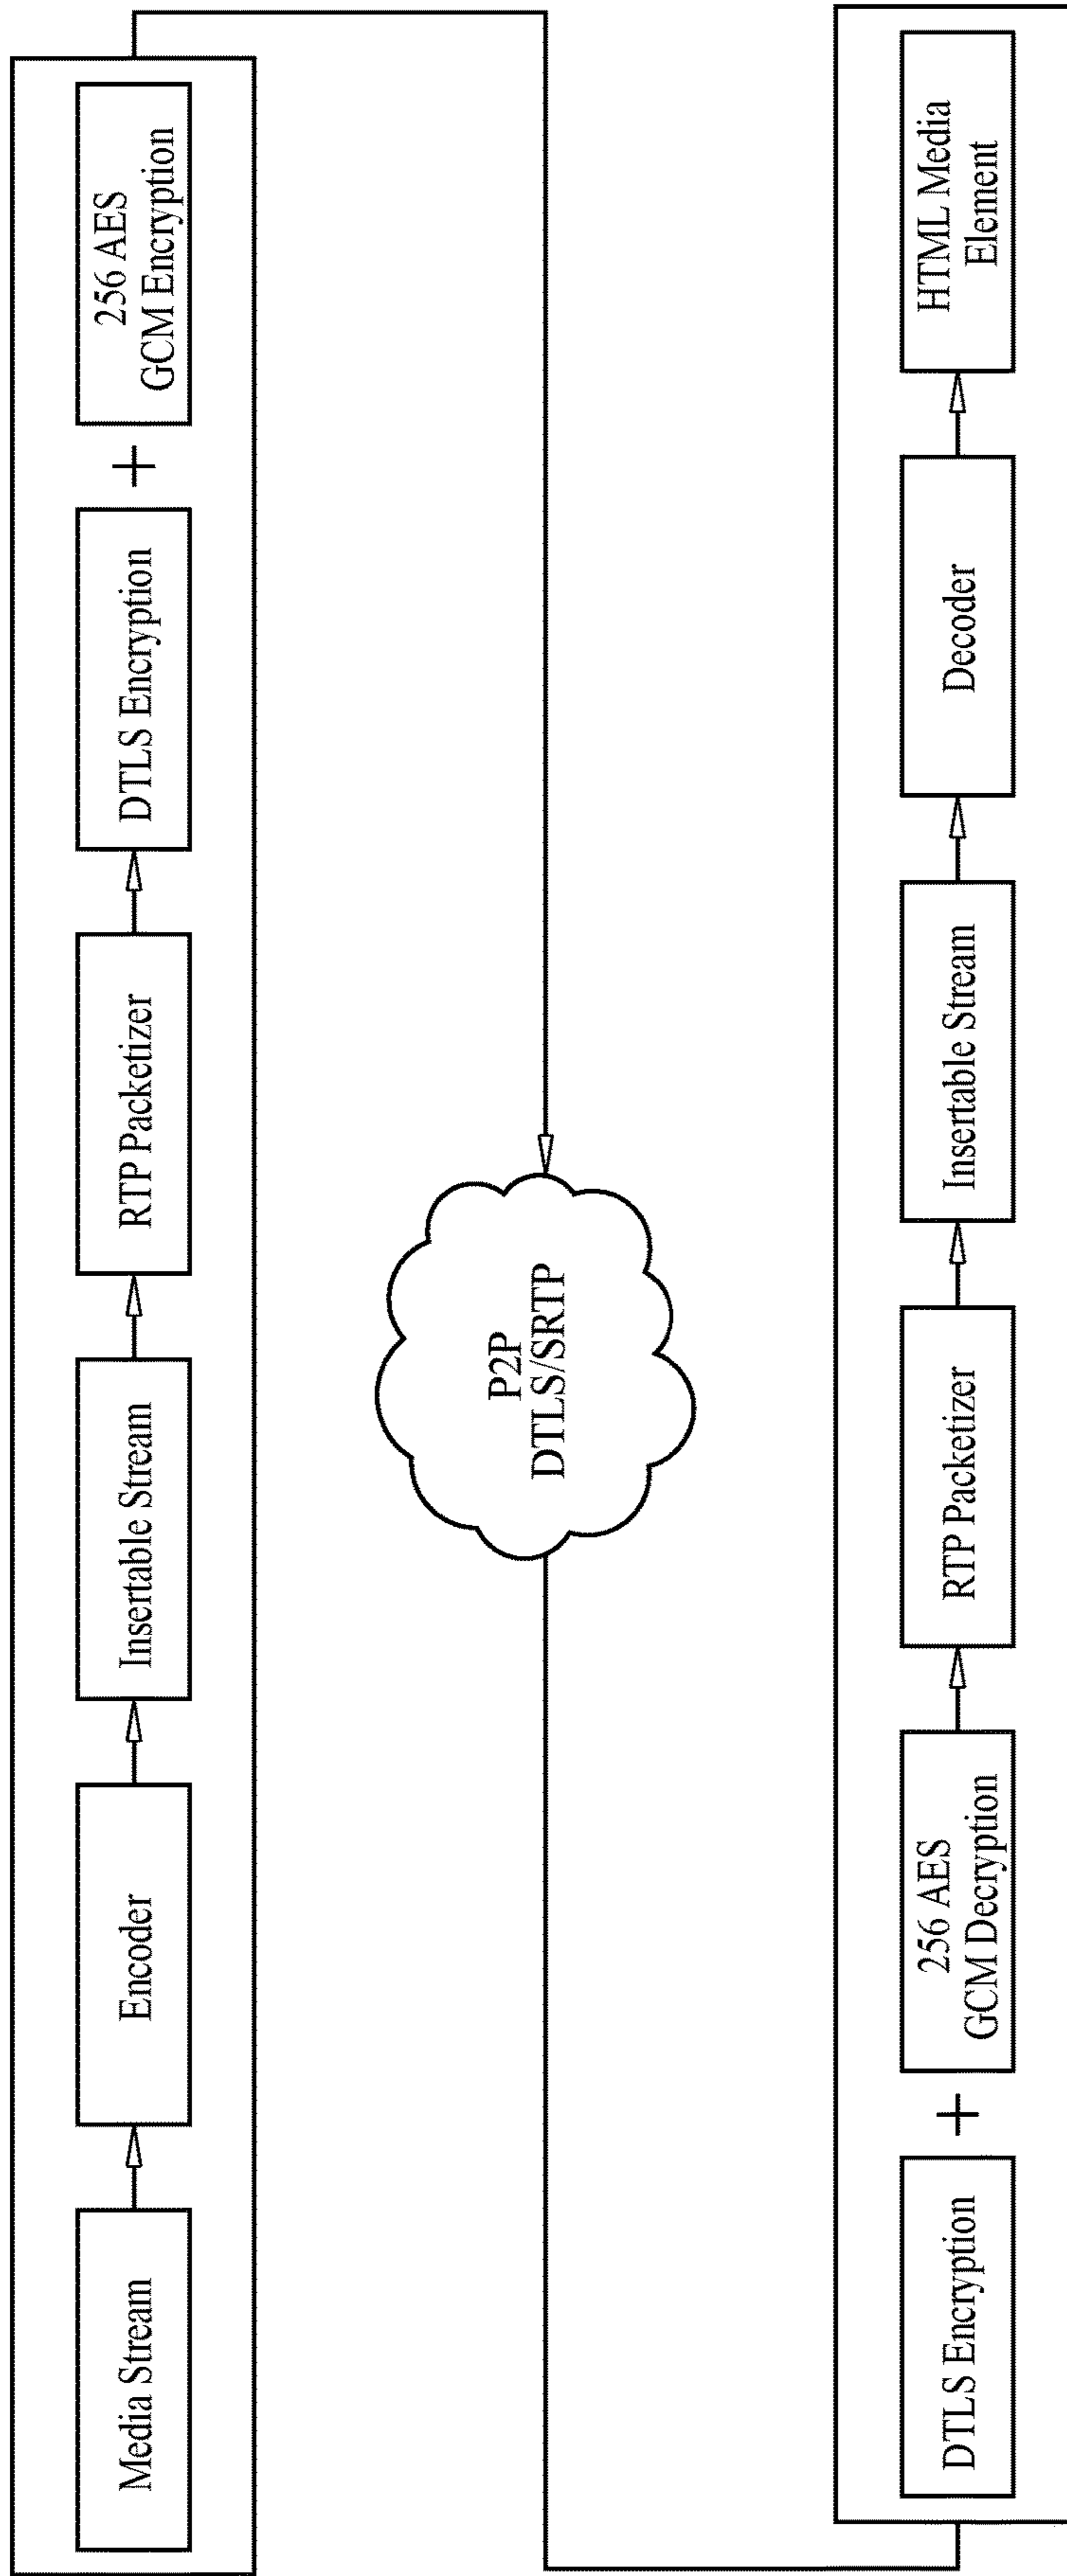 Media Stream
Encoder
Insertable Stream
RTP Packetizer
DTLS Encryption
+
256 AES
GCM Encryption
P2P
DTLS/SRTP
DTLS Encryption
+
256 AES
GCM Decryption
RTP Packetizer
Insertable Stream
Decoder
HTML Media
Element